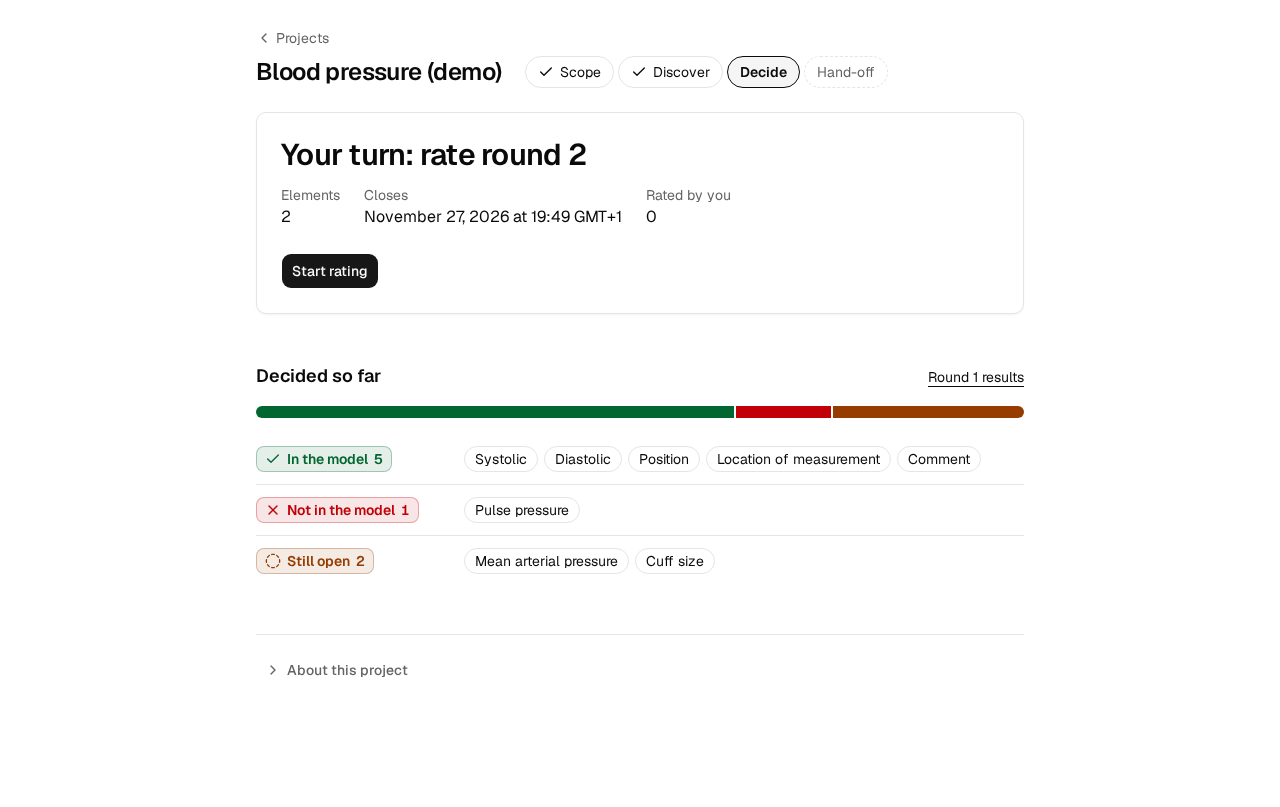 Projects
Blood pressure (demo) Scope Discover Decide Hand-off
Your turn: rate round 2
Elements Closes Rated by you
2 November 27, 2026 at 19:49 GMT+1 0
Start rating
Decided so far Round 1 results
In the model 5 Systolic Diastolic Position Location of measurement Comment
Not in the model 1 Pulse pressure
Still open 2 Mean arterial pressure Cuff size
About this project